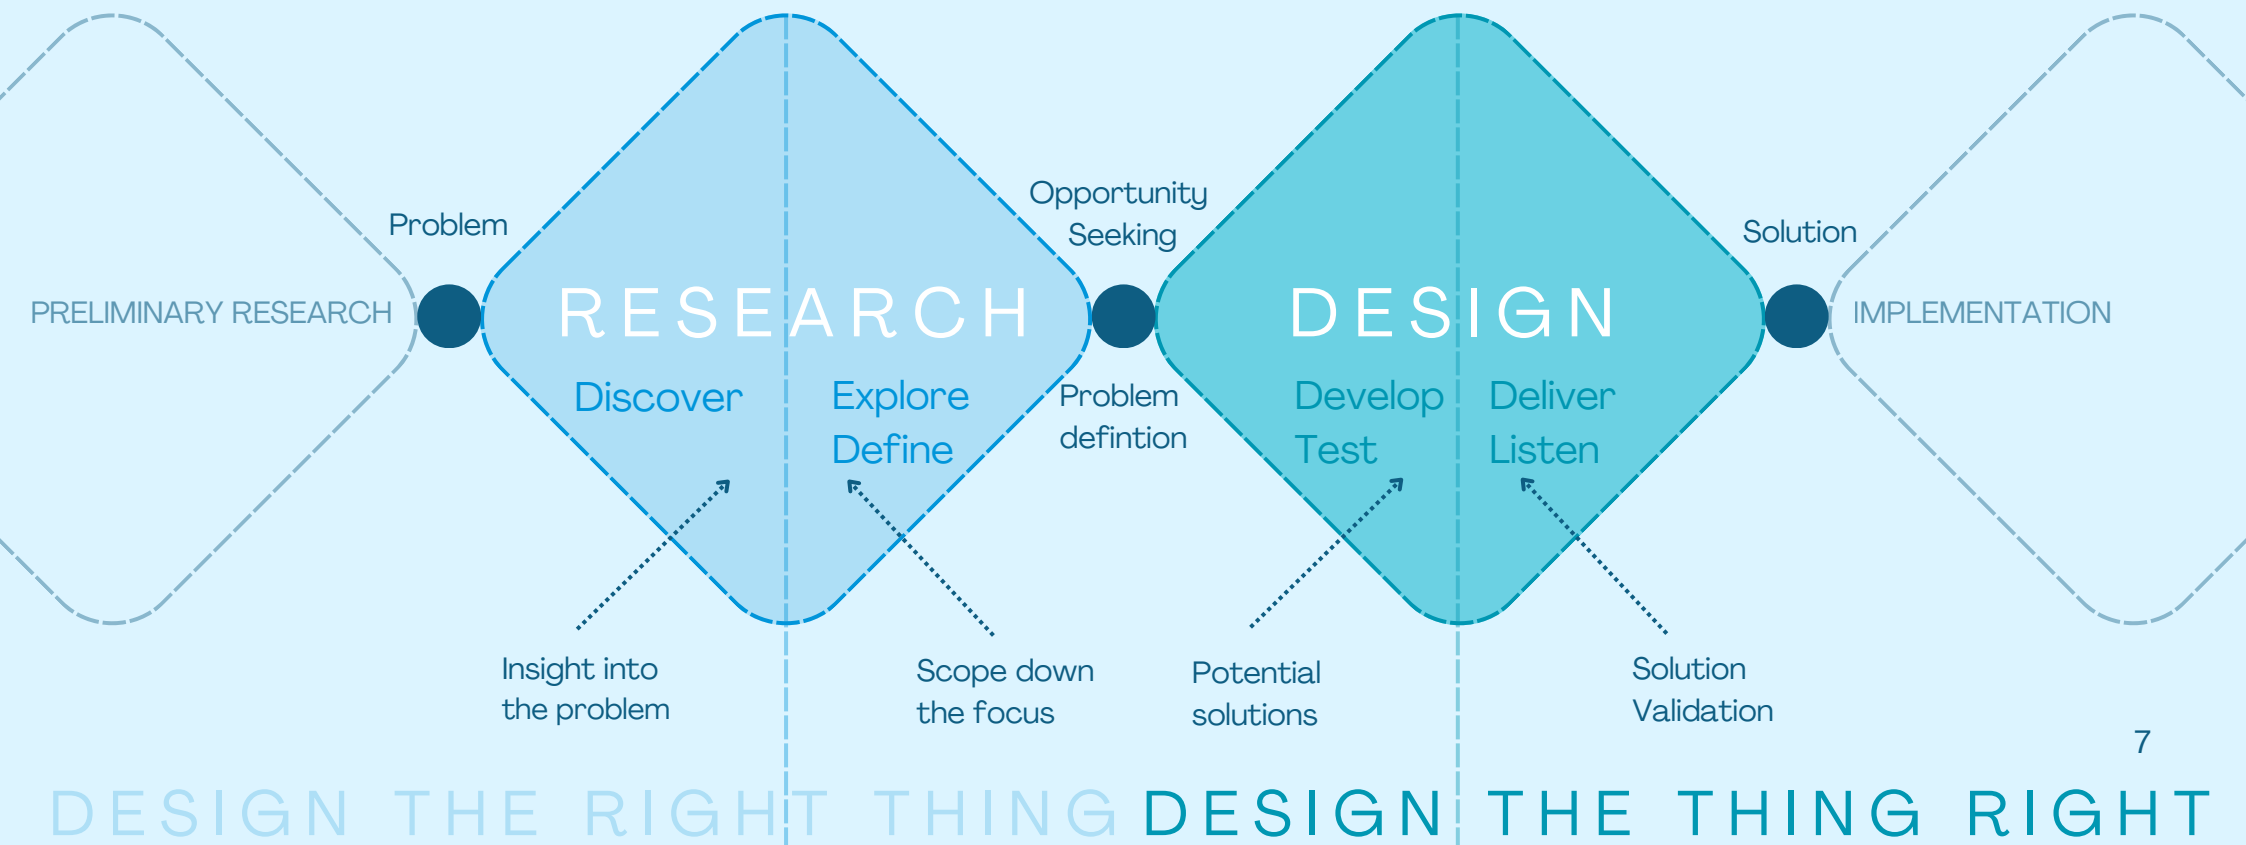 PRELIMINARY RESEARCH
Problem
RESEARCH
Discover
Explore
Define
Insight into
the problem
Scope down
the focus
Opportunity
Seeking
Problem
defintion
DESIGN
Develop
Test
Deliver
Listen
Potential
solutions
Solution
Validation
Solution
IMPLEMENTATION
7
DESIGN THE RIGHT THING
DESIGN THE THING RIGHT